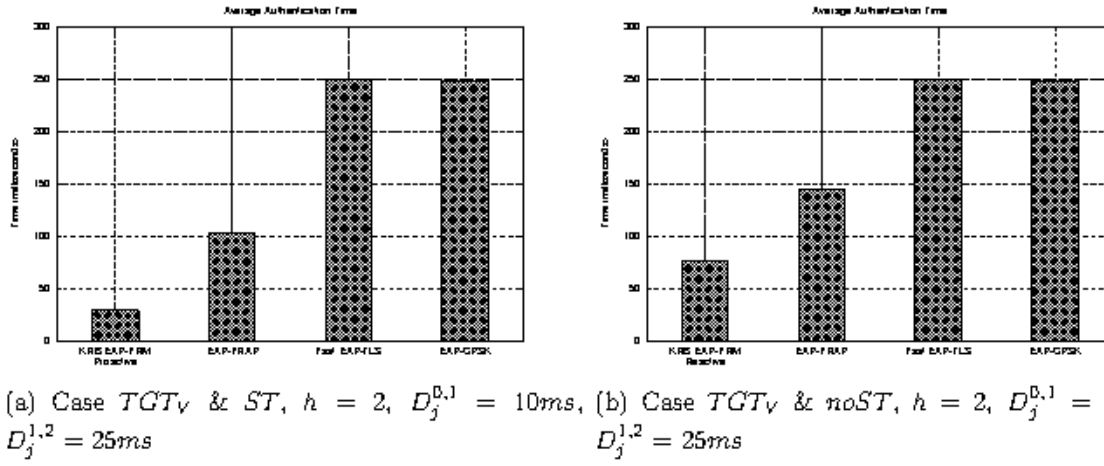 Average Authentication Time
300
250
200
150
100
50
0
Time (miliseconds)
KRB EAP-FRM
Proactive
EAP-FRAP
Fast EAP-TLS
EAP-GPSK
(a) Case TGT_V & ST, h = 2, D_j^{0,1} = 10ms,
D_j^{1,2} = 25ms
Average Authentication Time
300
250
200
150
100
50
0
KRB EAP-FRM
Reactive
EAP-FRAP
Fast EAP-TLS
EAP-GPSK
(b) Case TGT_V & noST, h = 2, D_j^{0,1} =
D_j^{1,2} = 25ms